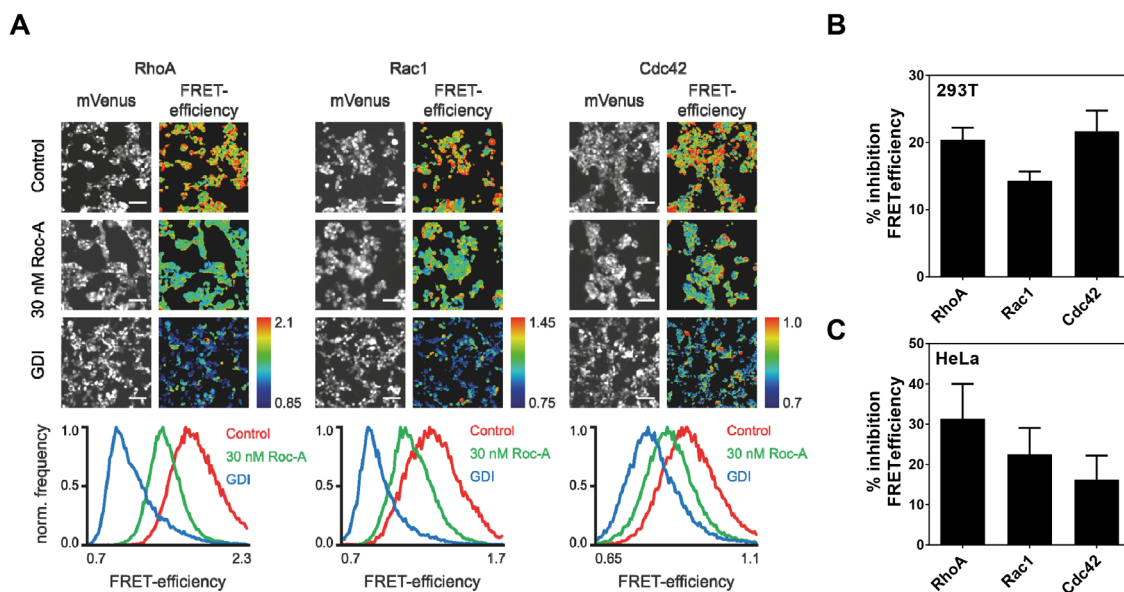 A
RhoA
mVenus
FRET-
efficiency
Rac1
mVenus
FRET-
efficiency
Cdc42
mVenus
FRET-
efficiency
Control
30 nM Roc-A
GDI
2.1
0.85
1.45
0.75
1.0
0.7
norm. frequency
1.0
0.5
0.0
0.7
2.3
Control
30 nM Roc-A
GDI
FRET-efficiency
1.0
0.5
0.0
0.7
1.7
Control
30 nM Roc-A
GDI
FRET-efficiency
1.0
0.5
0.0
0.65
1.1
Control
30 nM Roc-A
GDI
FRET-efficiency
B
% inhibition
FRETefficiency
30
20
10
0
293T
RhoA
Rac1
Cdc42
C
% inhibition
FRETefficiency
50
40
30
20
10
0
HeLa
RhoA
Rac1
Cdc42